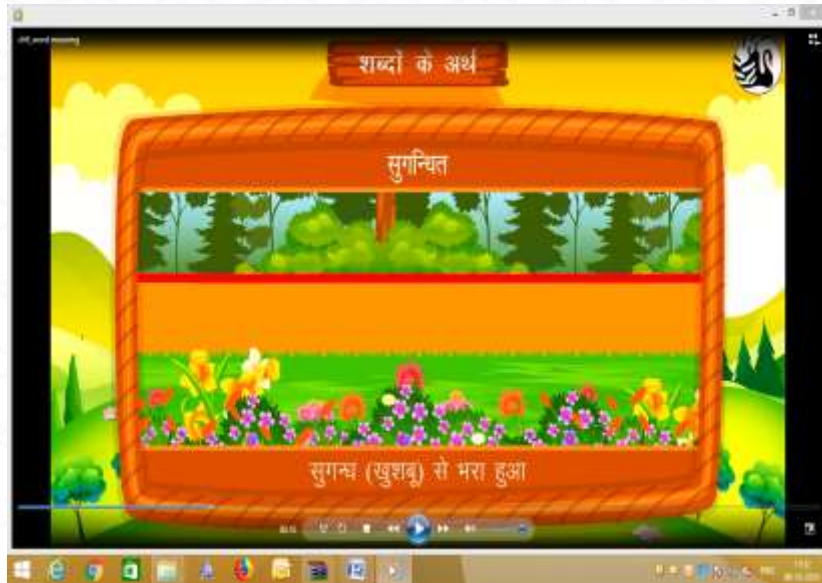 शब्दों के अर्थ
सुगन्धित
सुगन्ध (खुशबू) से भरा हुआ